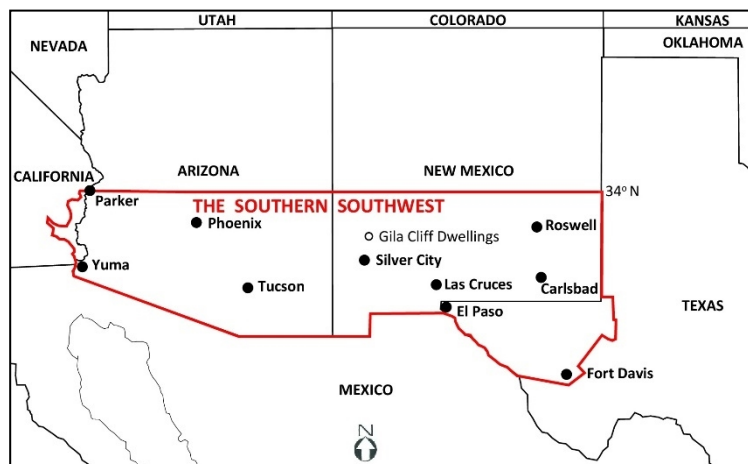 UTAH
COLORADO
KANSAS
OKLAHOMA
NEVADA
CALIFORNIA
ARIZONA
NEW MEXICO
34° N
Parker
THE SOUTHERN SOUTHWEST
Phoenix
Roswell
Gila Cliff Dwellings
Silver City
Yuma
Tucson
Las Cruces
Carlsbad
El Paso
TEXAS
Fort Davis
MEXICO
N